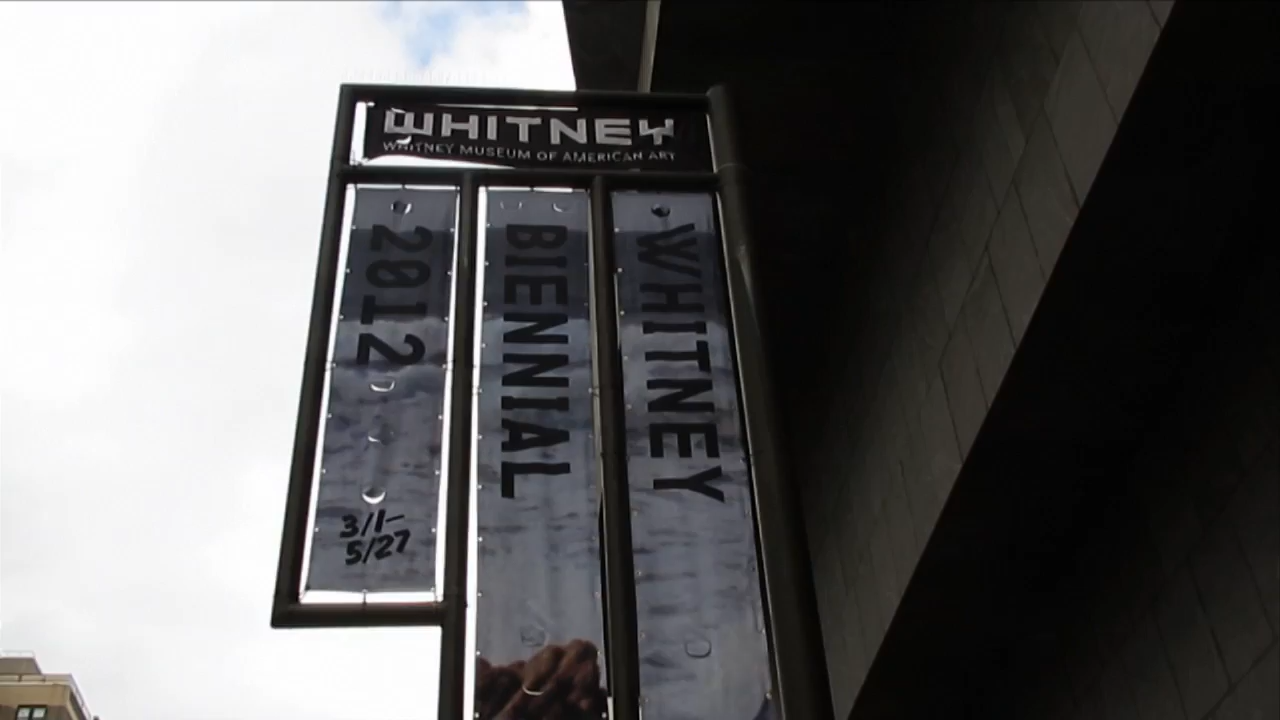 WHITNEY
WHITNEY MUSEUM OF AMERICAN ART
WHITNEY
BIENNIAL
2012
3/1-
5/27